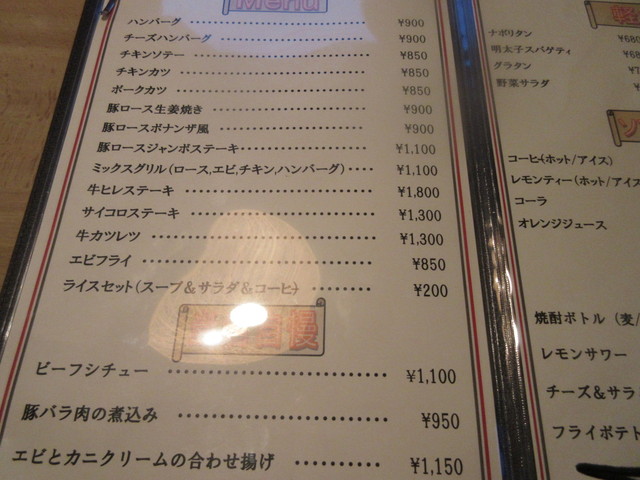 Menu
ハンバーグ ¥900
チーズハンバーグ ¥900
チキンソテー ¥850
チキンカツ ¥850
ポークカツ ¥850
豚ロース生姜焼き ¥900
豚ロースボナンザ風 ¥900
豚ロースジャンボステーキ ¥1,100
ミックスグリル(ロース,エビ,チキン,ハンバーグ) ¥1,100
牛ヒレステーキ ¥1,800
サイコロステーキ ¥1,300
牛カツレツ ¥1,300
エビフライ ¥850
ライスセット(スープ&サラダ&コーヒー) ¥200
自慢
ビーフシチュー ¥1,100
豚バラ肉の煮込み ¥950
エビとカニクリームの合わせ揚げ ¥1,150
ナポリタン ¥680
明太子スパゲティ ¥68
グラタン
野菜サラダ
コーヒー(ホット/アイス)
レモンティー(ホット/アイス
コーラ
オレンジジュース
焼酎ボトル (麦/
レモンサワー
チーズ&サラ
フライポテト